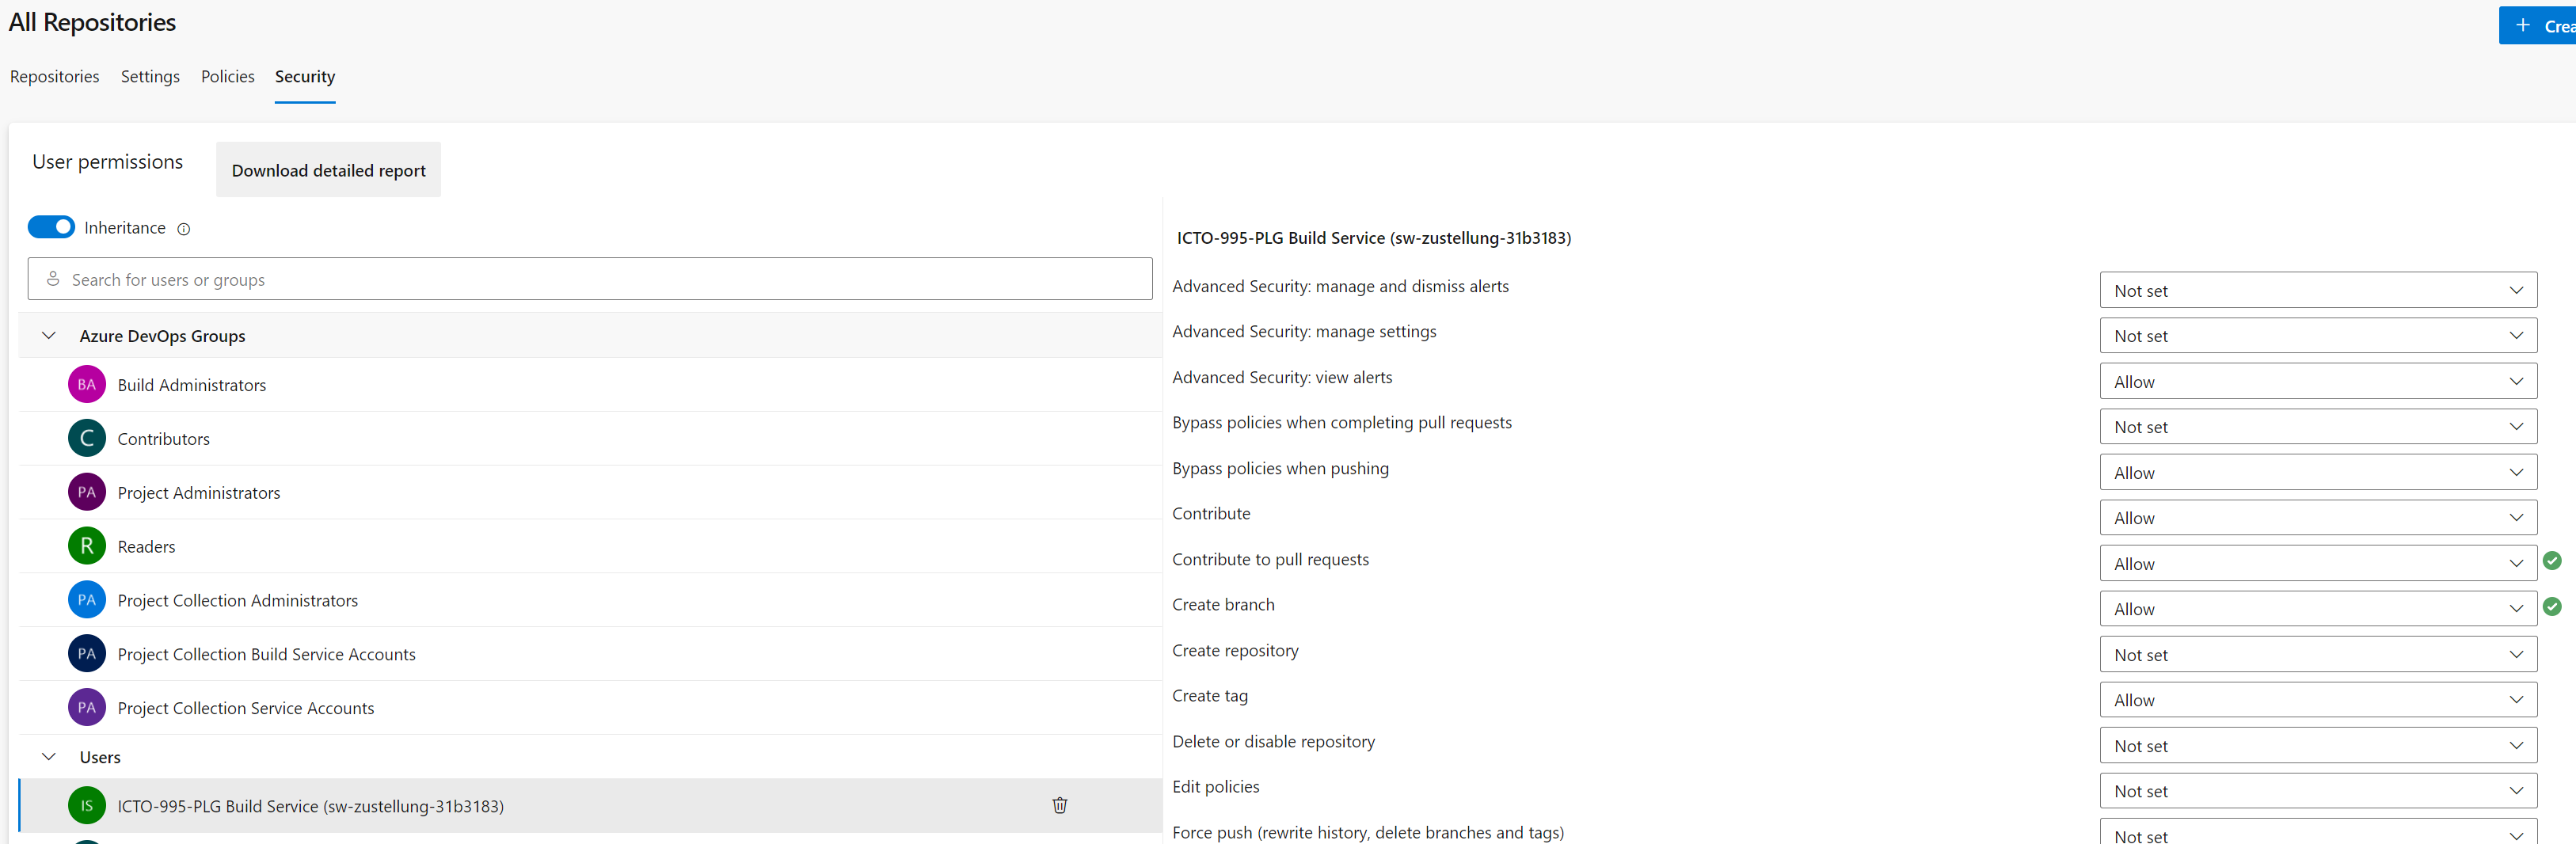 All Repositories
+ Crea
Repositories Settings Policies Security
User permissions
Download detailed report
Inheritance
Search for users or groups
Azure DevOps Groups
BA Build Administrators
C Contributors
PA Project Administrators
R Readers
PA Project Collection Administrators
PA Project Collection Build Service Accounts
PA Project Collection Service Accounts
Users
IS ICTO-995-PLG Build Service (sw-zustellung-31b3183)
ICTO-995-PLG Build Service (sw-zustellung-31b3183)
Advanced Security: manage and dismiss alerts Not set
Advanced Security: manage settings Not set
Advanced Security: view alerts Allow
Bypass policies when completing pull requests Not set
Bypass policies when pushing Allow
Contribute Allow
Contribute to pull requests Allow
Create branch Allow
Create repository Not set
Create tag Allow
Delete or disable repository Not set
Edit policies Not set
Force push (rewrite history, delete branches and tags) Not set